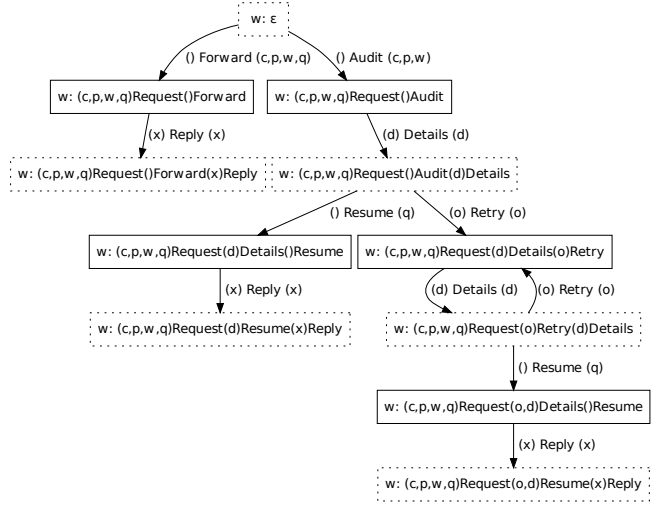 w: ε
() Forward (c,p,w,q)
() Audit (c,p,w)
w: (c,p,w,q)Request()Forward
w: (c,p,w,q)Request()Audit
(x) Reply (x)
(d) Details (d)
w: (c,p,w,q)Request()Forward(x)Reply
w: (c,p,w,q)Request()Audit(d)Details
() Resume (q)
(o) Retry (o)
w: (c,p,w,q)Request(d)Details()Resume
w: (c,p,w,q)Request(d)Details(o)Retry
(x) Reply (x)
(d) Details (d)
(o) Retry (o)
w: (c,p,w,q)Request(d)Resume(x)Reply
w: (c,p,w,q)Request(o)Retry(d)Details
() Resume (q)
w: (c,p,w,q)Request(o,d)Details()Resume
(x) Reply (x)
w: (c,p,w,q)Request(o,d)Resume(x)Reply